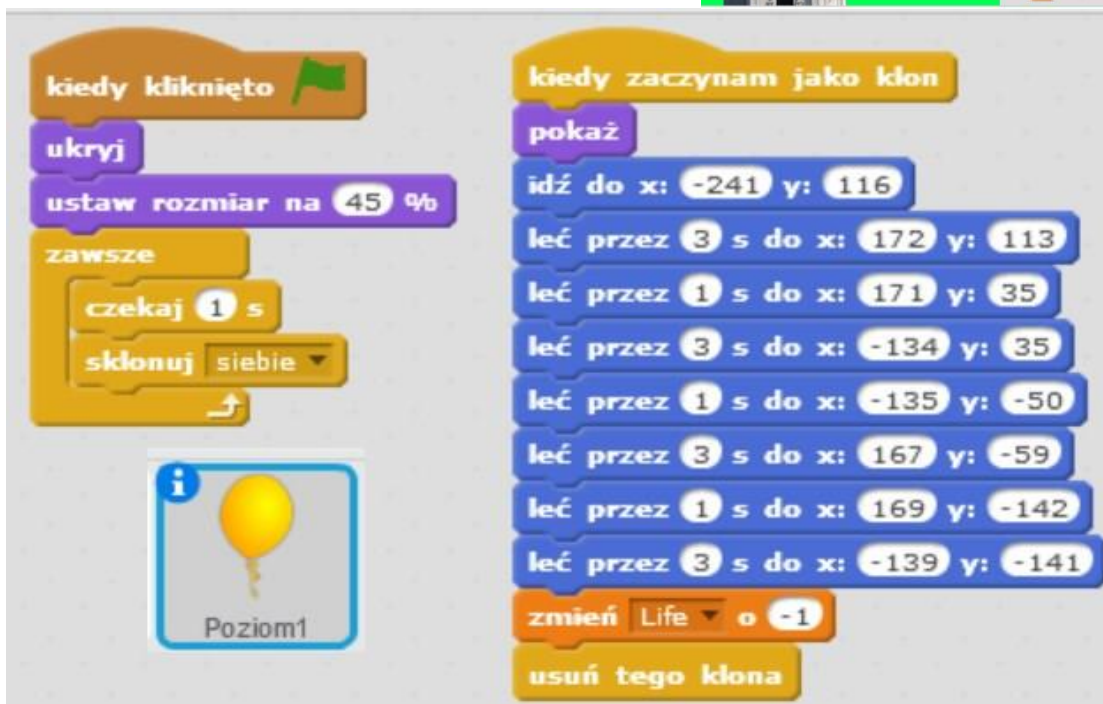 kiedy kliknięto
ukryj
ustaw rozmiar na 45 %
zawsze
czekaj 1 s
sklonuj siebie
Poziom1
kiedy zaczynam jako klon
pokaż
idź do x: -241 y: 116
leć przez 3 s do x: 172 y: 113
leć przez 1 s do x: 171 y: 35
leć przez 3 s do x: -134 y: 35
leć przez 1 s do x: -135 y: -50
leć przez 3 s do x: 167 y: -59
leć przez 1 s do x: 169 y: -142
leć przez 3 s do x: -139 y: -141
zmień Life o -1
usuń tego klona